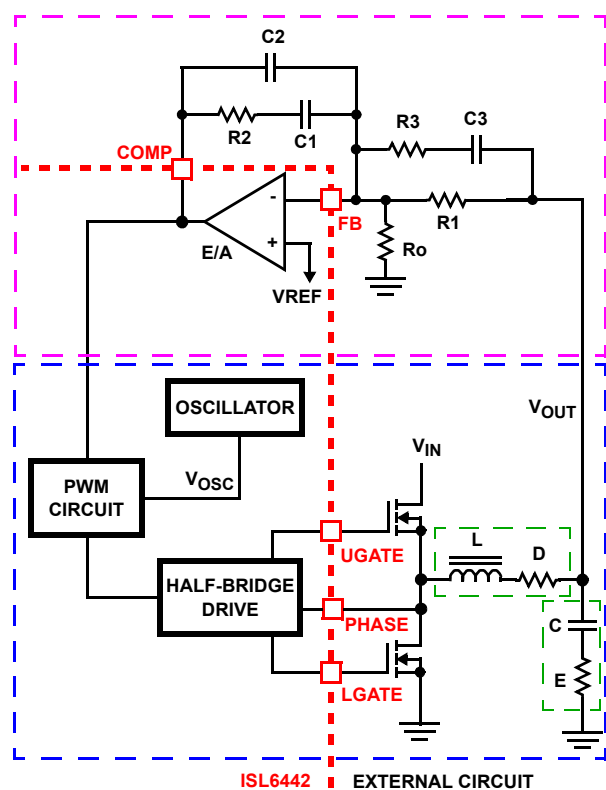 C2
R2
C1
R3
C3
COMP
-
+
E/A
FB
R1
Ro
VREF
OSCILLATOR
VOUT
VIN
VOSC
PWM
CIRCUIT
UGATE
L
D
HALF-BRIDGE
DRIVE
PHASE
C
E
LGATE
ISL6442
EXTERNAL CIRCUIT